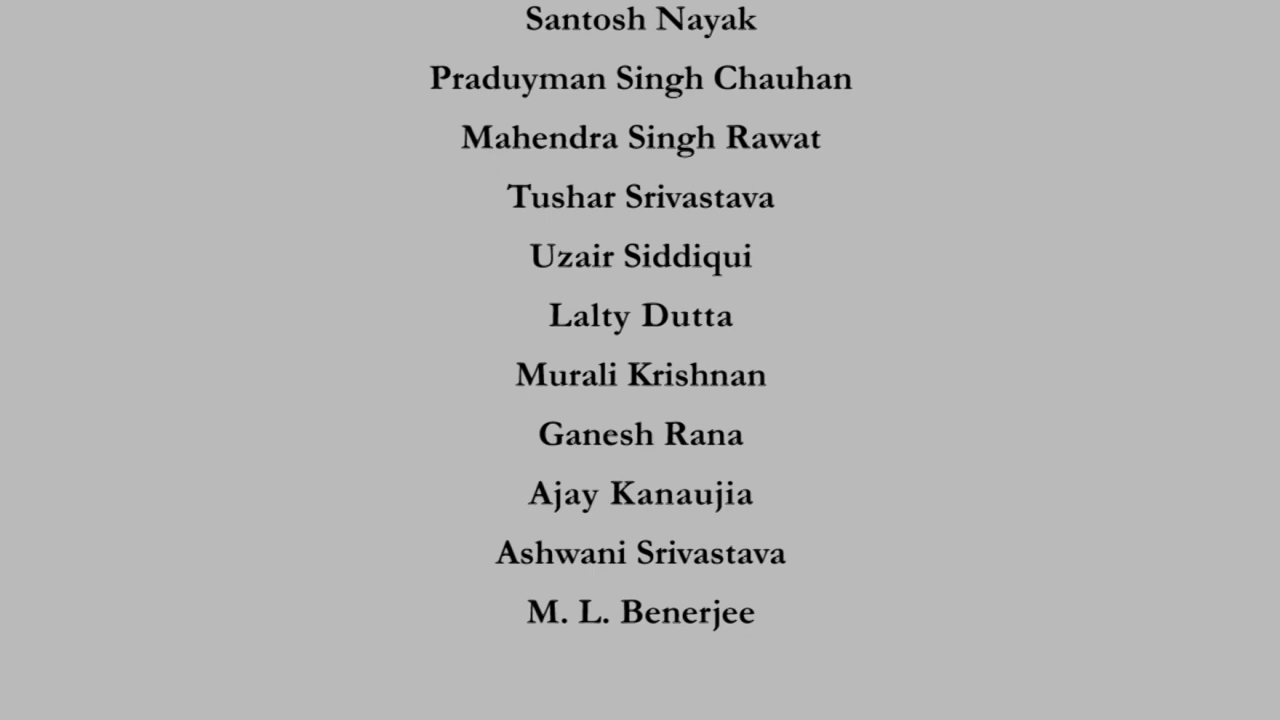 Santosh Nayak
Praduyman Singh Chauhan
Mahendra Singh Rawat
Tushar Srivastava
Uzair Siddiqui
Lalty Dutta
Murali Krishnan
Ganesh Rana
Ajay Kanaujia
Ashwani Srivastava
M. L. Benerjee